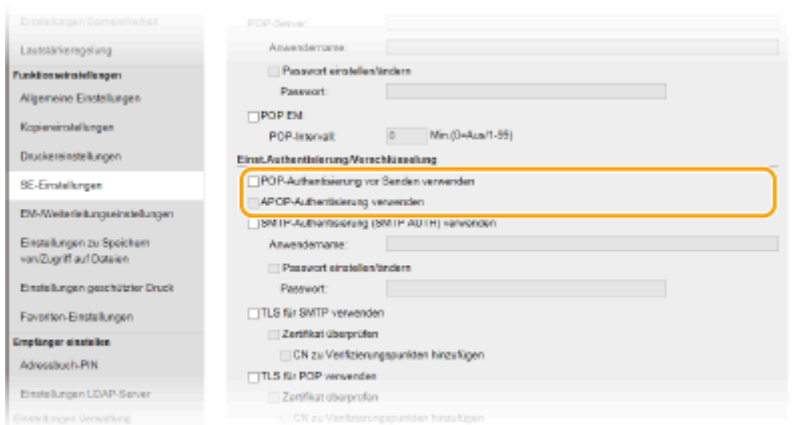 Einstellungen Barrierefreiheit
Lautstärkeregelung
Funktionseinstellungen
Allgemeine Einstellungen
Kopiereinstellungen
Druckereinstellungen
SE-Einstellungen
EM-/Weiterleitungseinstellungen
Einstellungen zu Speichern
von/Zugriff auf Dateien
Einstellungen geschützter Druck
Favoriten-Einstellungen
Empfänger einstellen
Adressbuch-PIN
Einstellungen LDAP-Server
Einstellungen Verwaltung
POP-Server:
Anwendername:
Passwort einstellen/ändern
Passwort:
POP EM
POP-Intervall: 0 Min.(0=Aus/1-99)
Einst.Authentisierung/Verschlüsselung
POP-Authentisierung vor Senden verwenden
APOP-Authentisierung verwenden
SMTP-Authentisierung (SMTP AUTH) verwenden
Anwendername:
Passwort einstellen/ändern
Passwort:
TLS für SMTP verwenden
Zertifikat überprüfen
CN zu Verifizierungspunkten hinzufügen
TLS für POP verwenden
Zertifikat überprüfen
CN zu Verifizierungspunkten hinzufügen